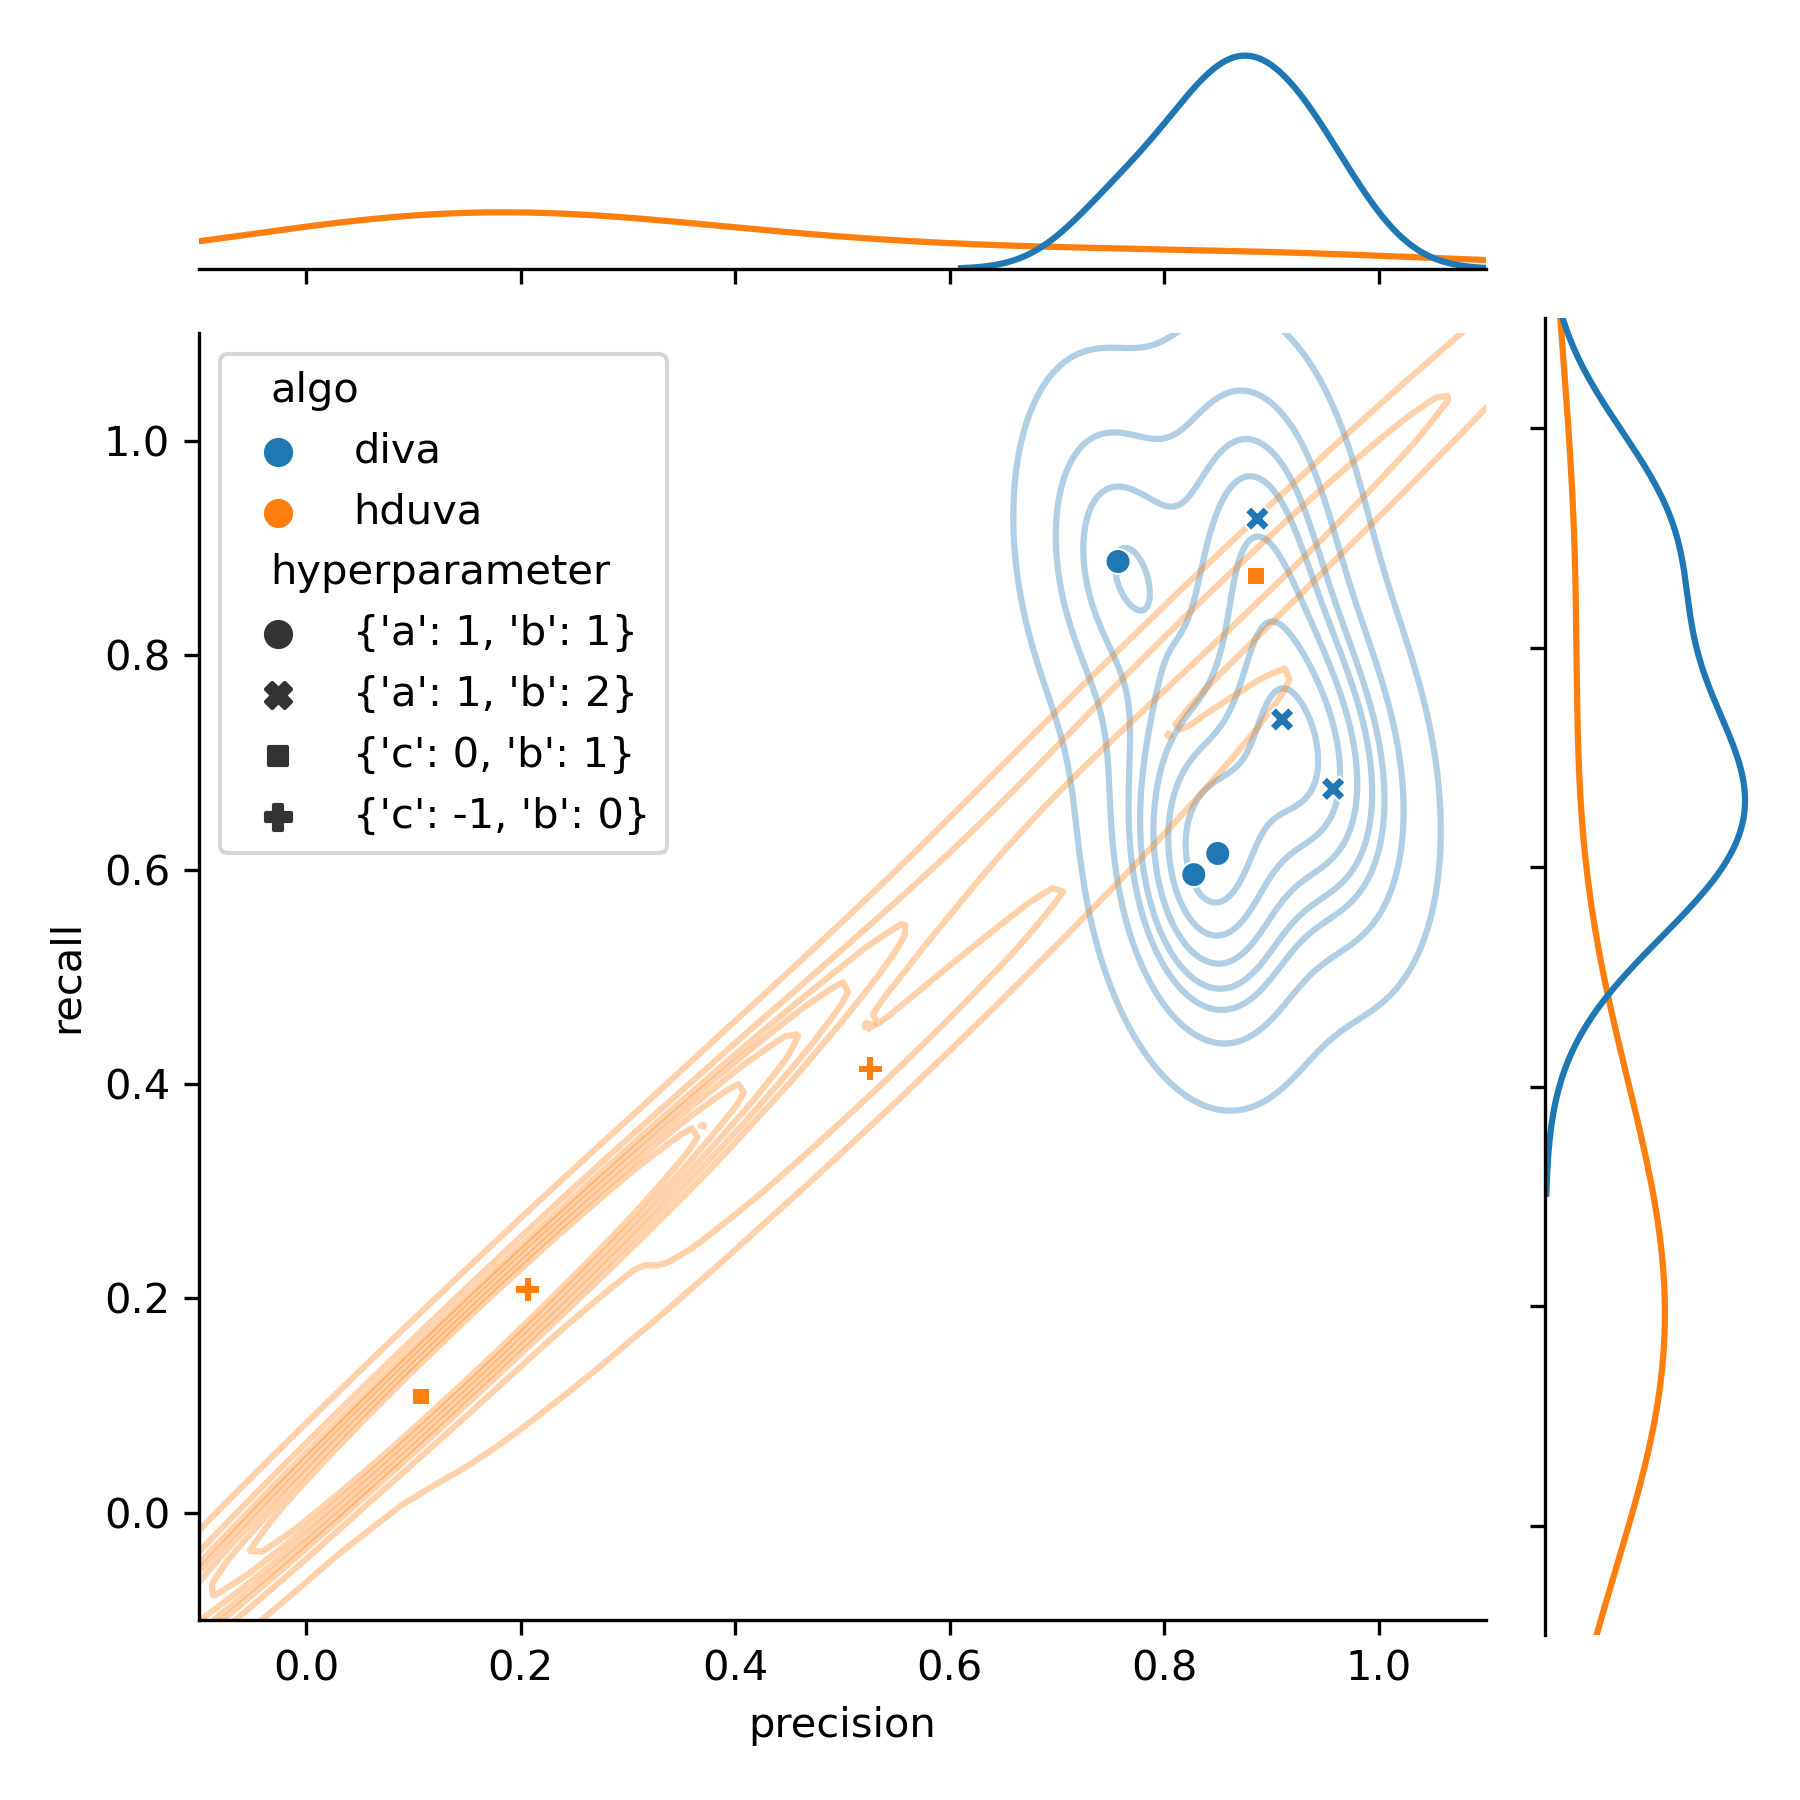 algo
diva
hduva
hyperparameter
{'a': 1, 'b': 1}
{'a': 1, 'b': 2}
{'c': 0, 'b': 1}
{'c': -1, 'b': 0}
1.0
0.8
0.6
0.4
0.2
0.0
recall
0.0 0.2 0.4 0.6 0.8 1.0
precision